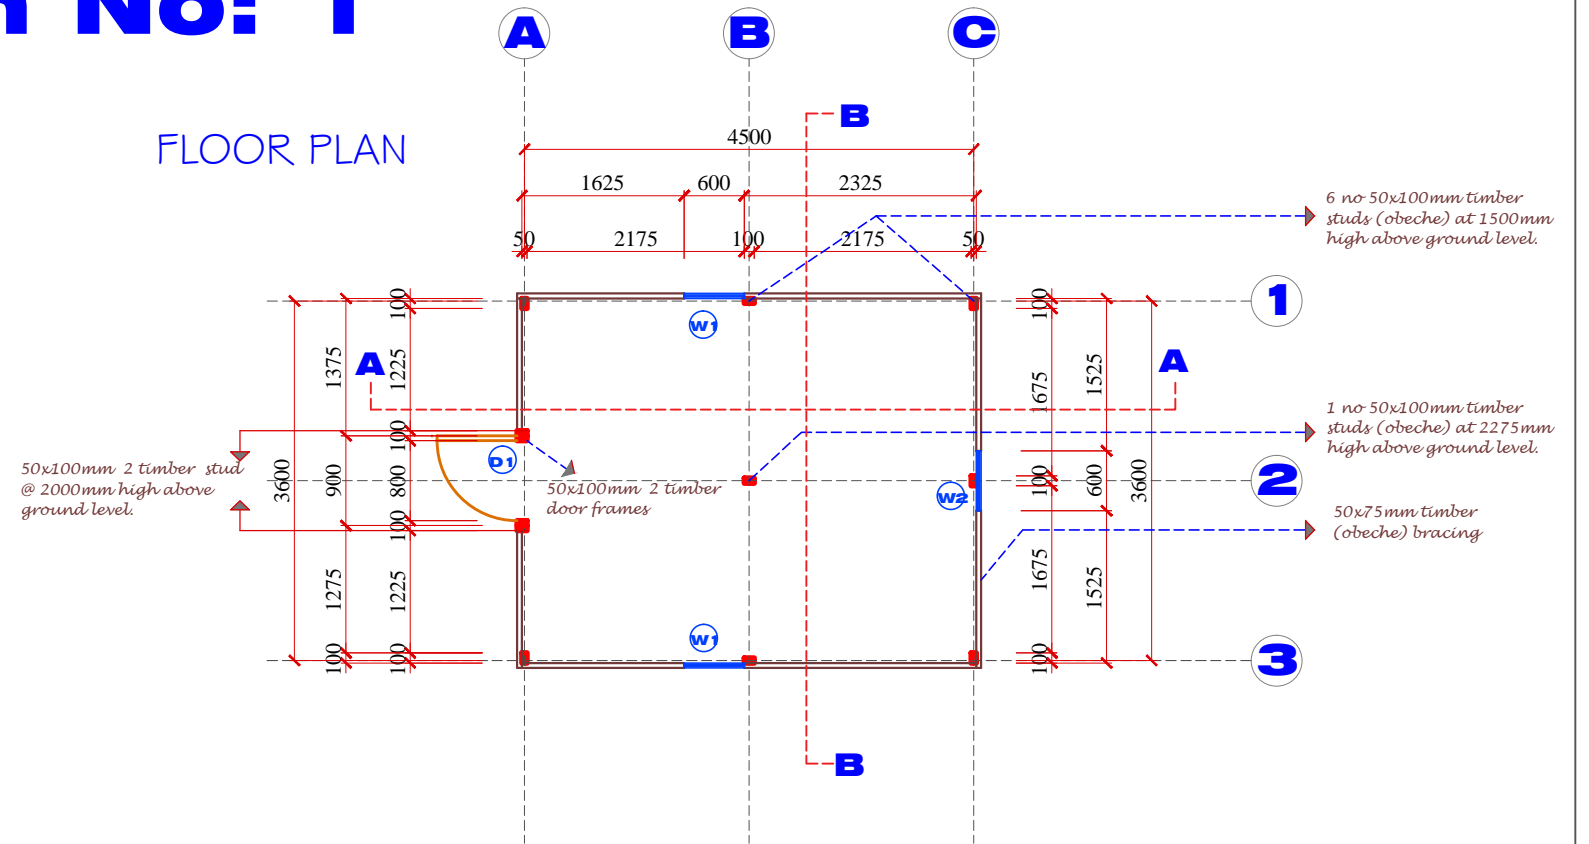 n No: 1
A B C
FLOOR PLAN
B
4500
1625 600 2325
50 2175 100 2175 50
6 no 50x100mm timber
studs (obeche) at 1500mm
high above ground level.
1
W1
100 100
1375 1225 1675 1525
A A
1 no 50x100mm timber
studs (obeche) at 2275mm
high above ground level.
100
D1
50x100mm 2 timber stud
@ 2000mm high above
ground level.
3600 900 800
50x100mm 2 timber
door frames
W2
100 600 3600
2
100
50x75mm timber
(obeche) bracing
1275 1225 1675 1525
W1
100 100 100
3
B